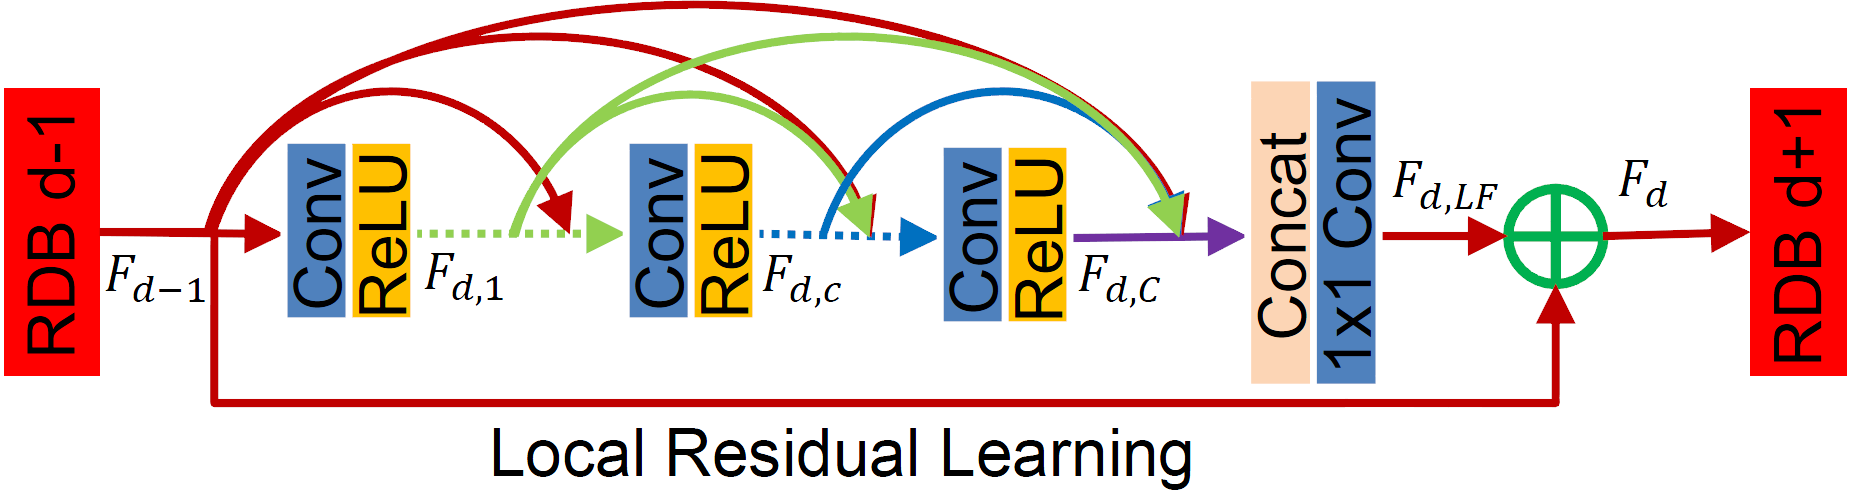 RDB d-1
F_{d-1}
Conv
ReLU
F_{d,1}
Conv
ReLU
F_{d,c}
Conv
ReLU
F_{d,C}
Concat
1x1 Conv
F_{d,LF}
F_d
RDB d+1
Local Residual Learning